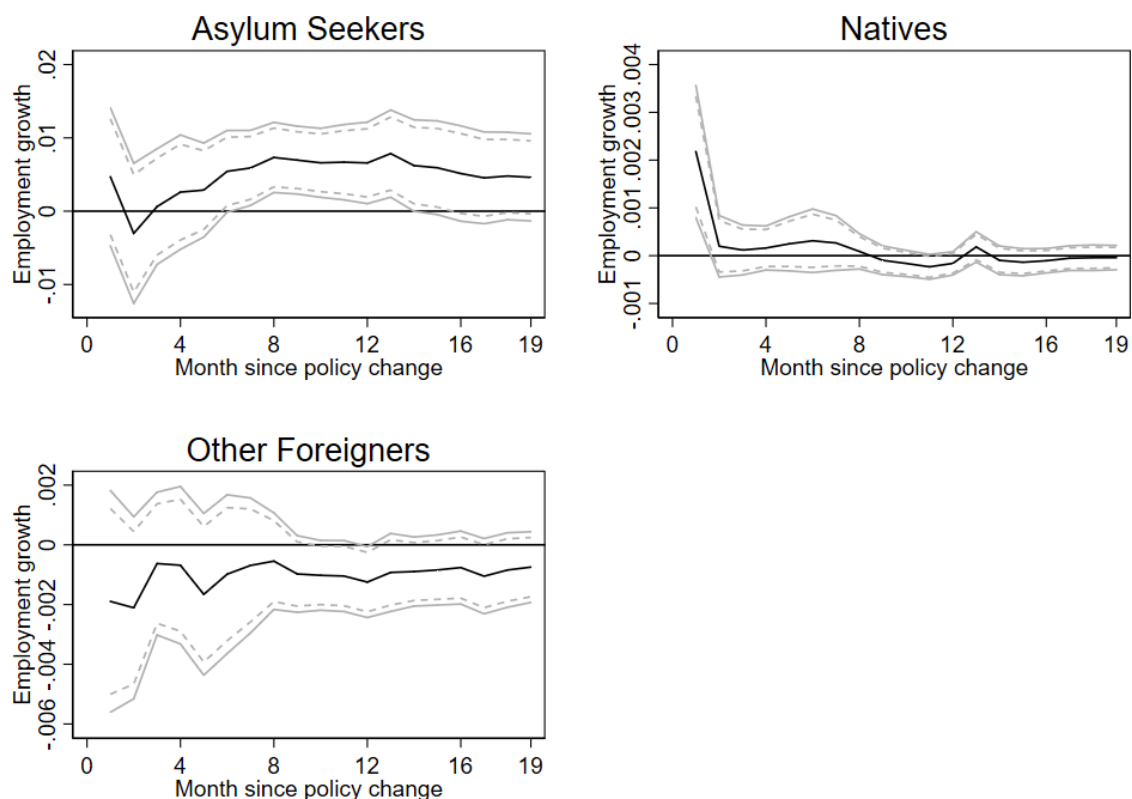 Asylum Seekers
Employment growth
.02
.01
0
-.01
0 4 8 12 16 19
Month since policy change
Natives
Employment growth
.004
.003
.002
.001
0
-.001
0 4 8 12 16 19
Month since policy change
Other Foreigners
Employment growth
.002
0
-.002
-.004
-.006
0 4 8 12 16 19
Month since policy change